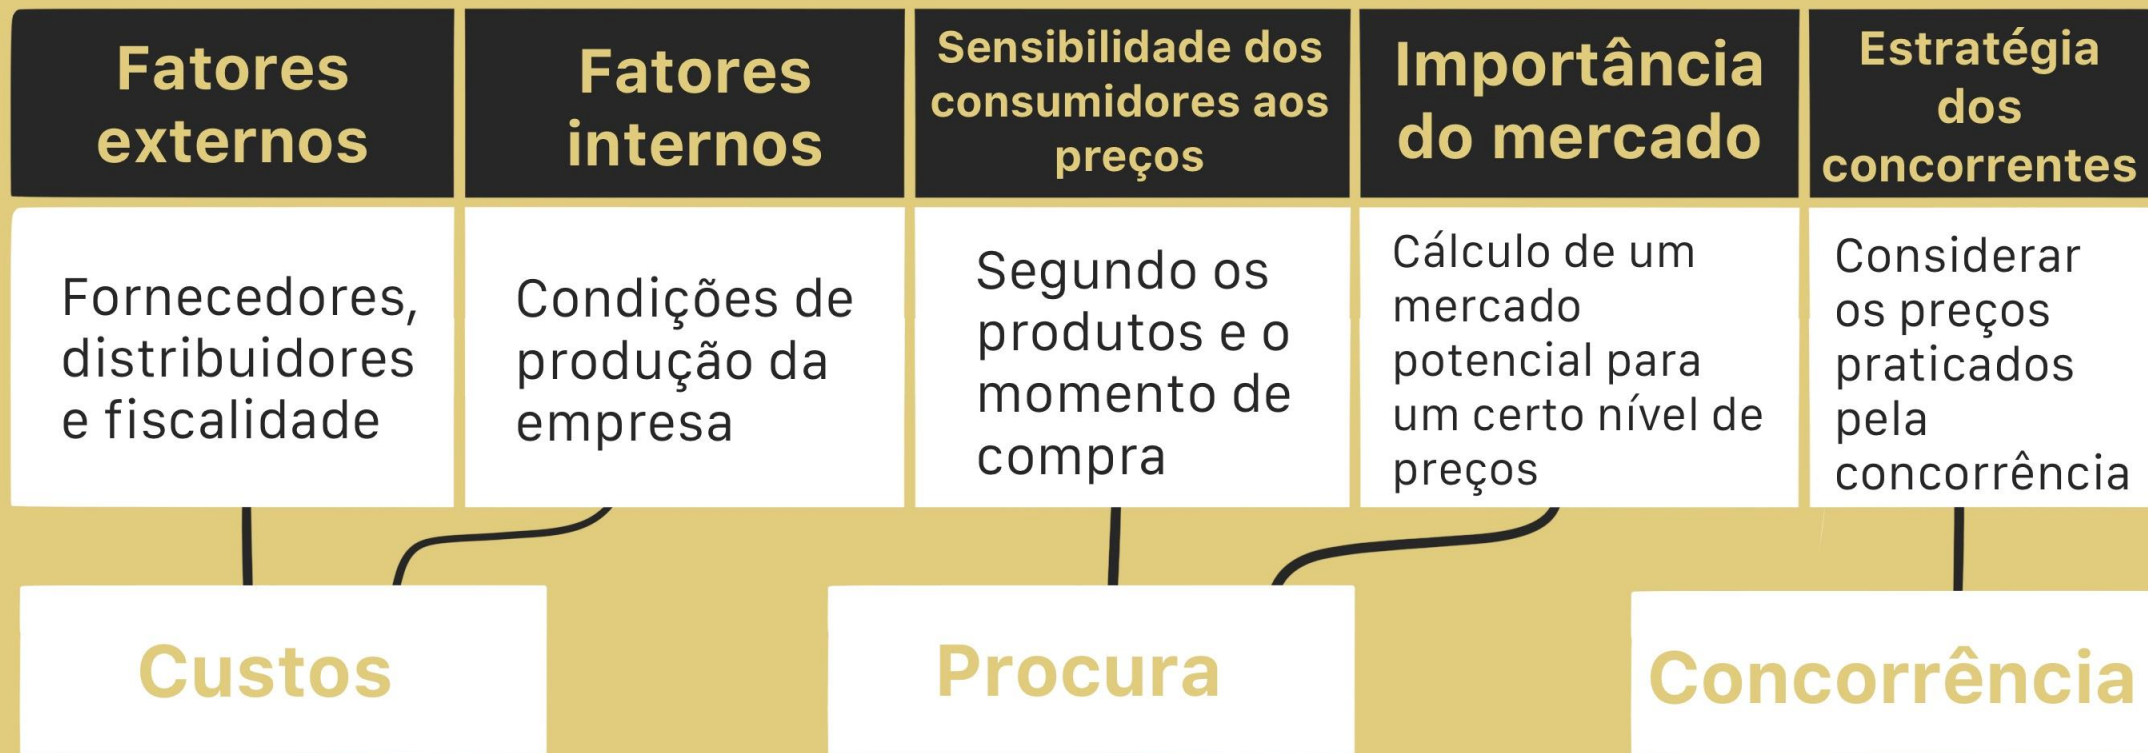 Fatores
externos
Fatores
internos
Sensibilidade dos
consumidores aos
preços
Importância
do mercado
Estratégia
dos
concorrentes
Fornecedores,
distribuidores
e fiscalidade
Condições de
produção da
empresa
Segundo os
produtos e o
momento de
compra
Cálculo de um
mercado
potencial para
um certo nível de
preços
Considerar
os preços
praticados
pela
concorrência
Custos
Procura
Concorrência